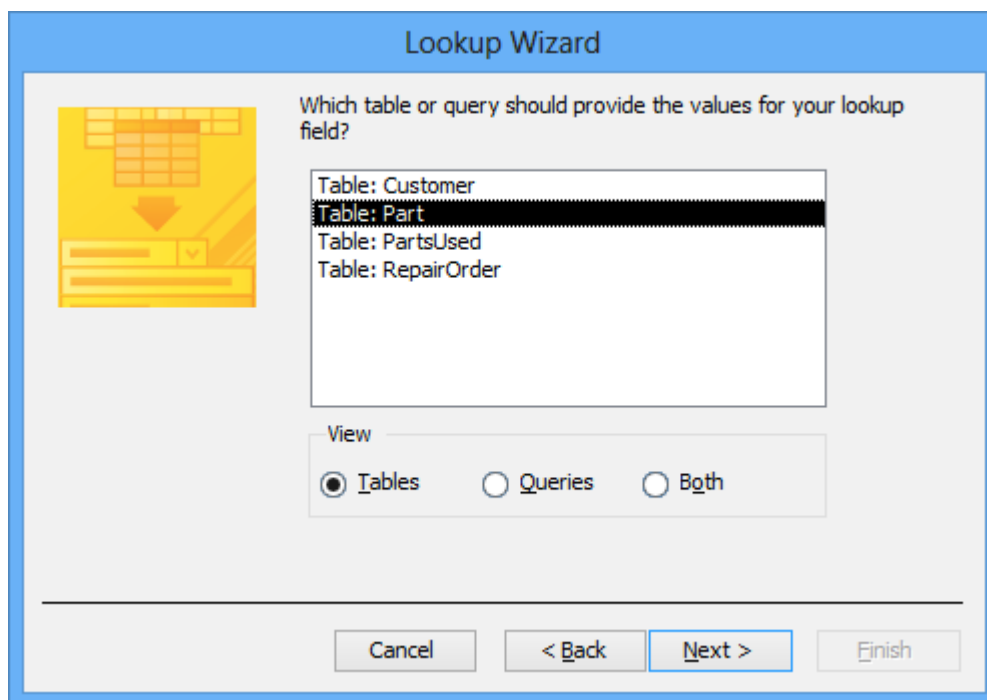 Lookup Wizard
Which table or query should provide the values for your lookup
field?
Table: Customer
Table: Part
Table: PartsUsed
Table: RepairOrder
View
Tables
Queries
Both
Cancel
< Back
Next >
Finish